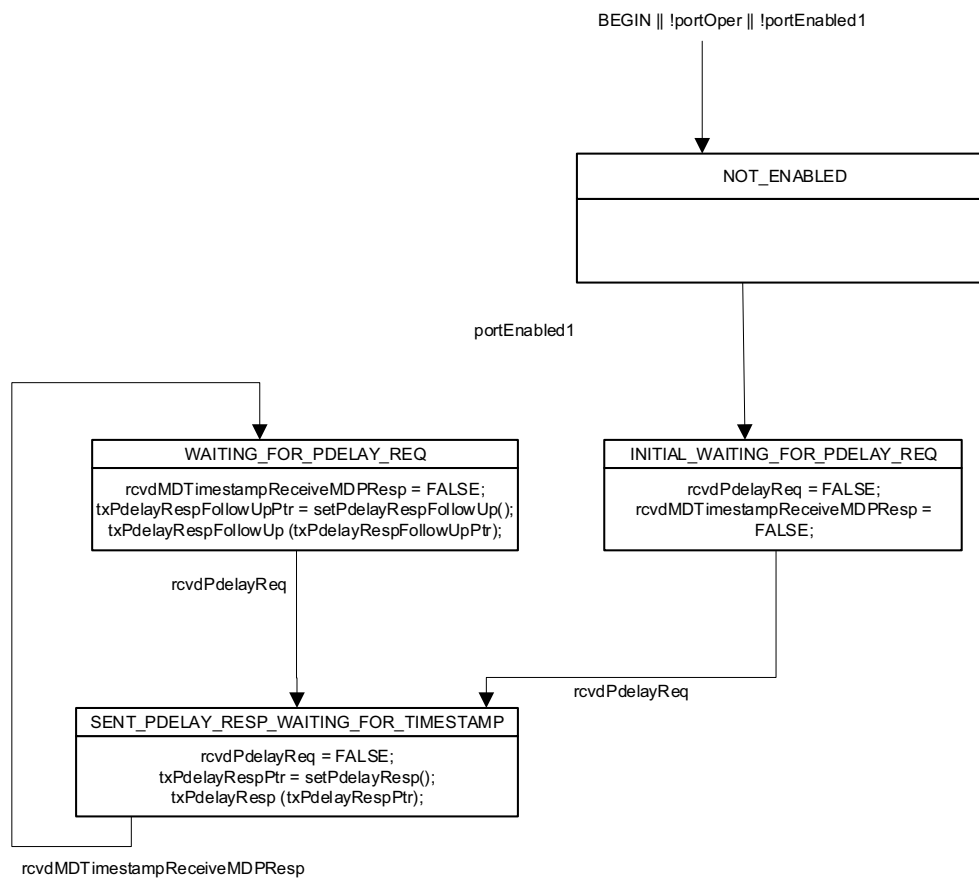 BEGIN || !portOper || !portEnabled1
NOT_ENABLED
portEnabled1
WAITING_FOR_PDELAY_REQ
rcvdMDTimestampReceiveMDPResp = FALSE;
txPdelayRespFollowUpPtr = setPdelayRespFollowUp();
txPdelayRespFollowUp (txPdelayRespFollowUpPtr);
INITIAL_WAITING_FOR_PDELAY_REQ
rcvdPdelayReq = FALSE;
rcvdMDTimestampReceiveMDPResp =
FALSE;
rcvdPdelayReq
rcvdPdelayReq
SENT_PDELAY_RESP_WAITING_FOR_TIMESTAMP
rcvdPdelayReq = FALSE;
txPdelayRespPtr = setPdelayResp();
txPdelayResp (txPdelayRespPtr);
rcvdMDTimestampReceiveMDPResp